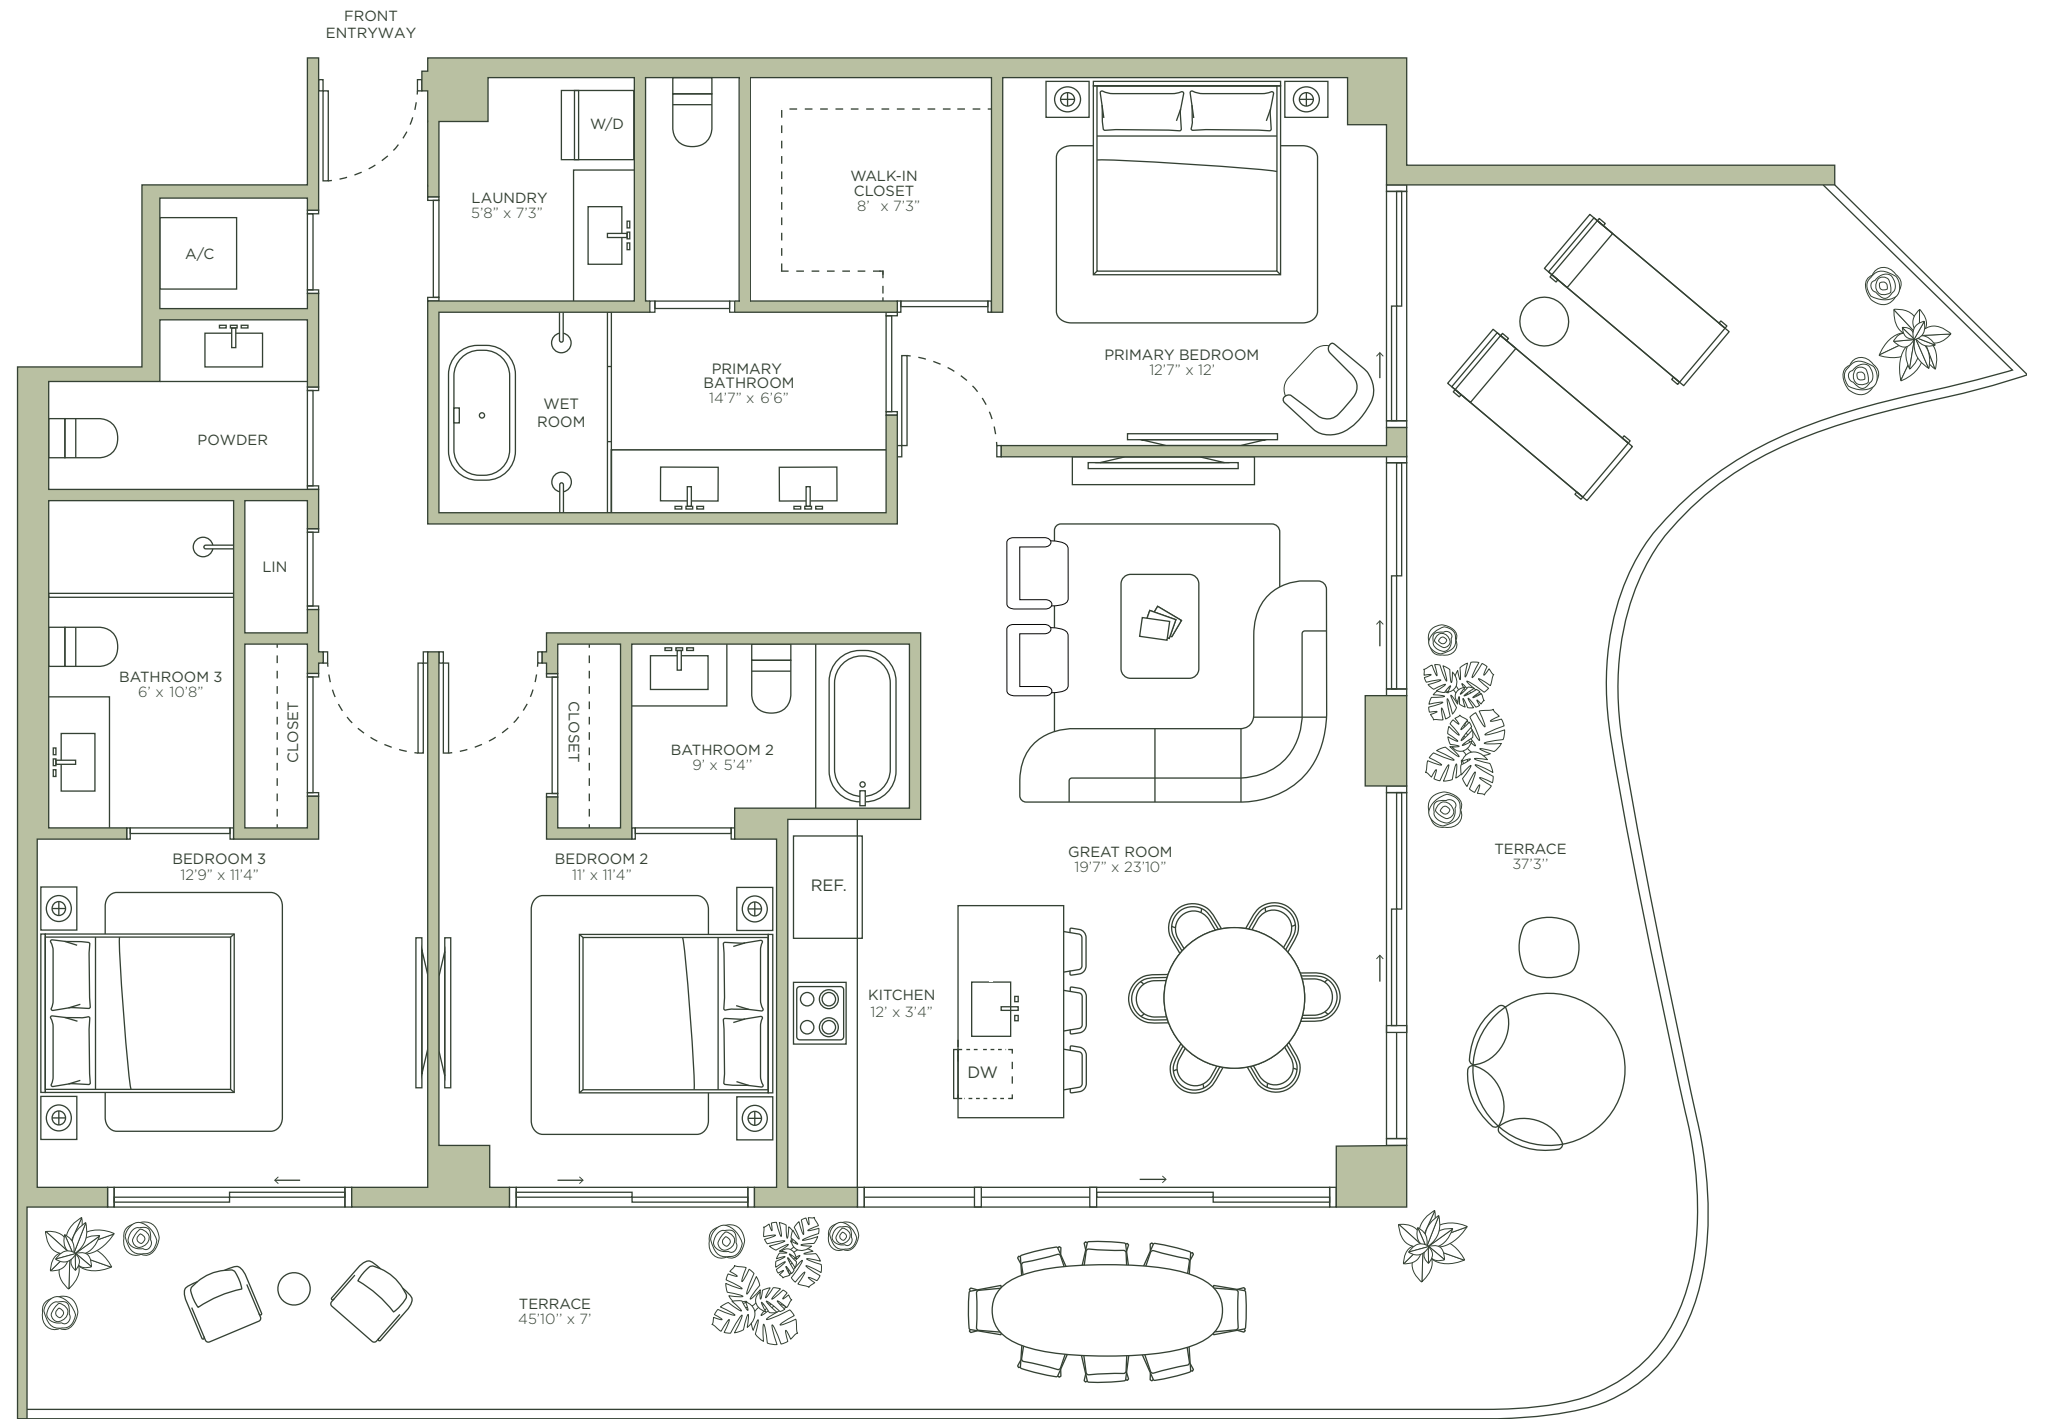 FRONT
ENTRYWAY
W/D
LAUNDRY
5'8" x 7'3"
WALK-IN
CLOSET
8' x 7'3"
A/C
PRIMARY BEDROOM
12'7" x 12'
PRIMARY
BATHROOM
14'7" x 6'6"
WET
ROOM
POWDER
LIN
BATHROOM 3
6' x 10'8"
CLOSET
CLOSET
BATHROOM 2
9' x 5'4"
BEDROOM 3
12'9" x 11'4"
BEDROOM 2
11' x 11'4"
REF.
GREAT ROOM
19'7" x 23'10"
TERRACE
37'3"
KITCHEN
12' x 3'4"
DW
TERRACE
45'10" x 7'